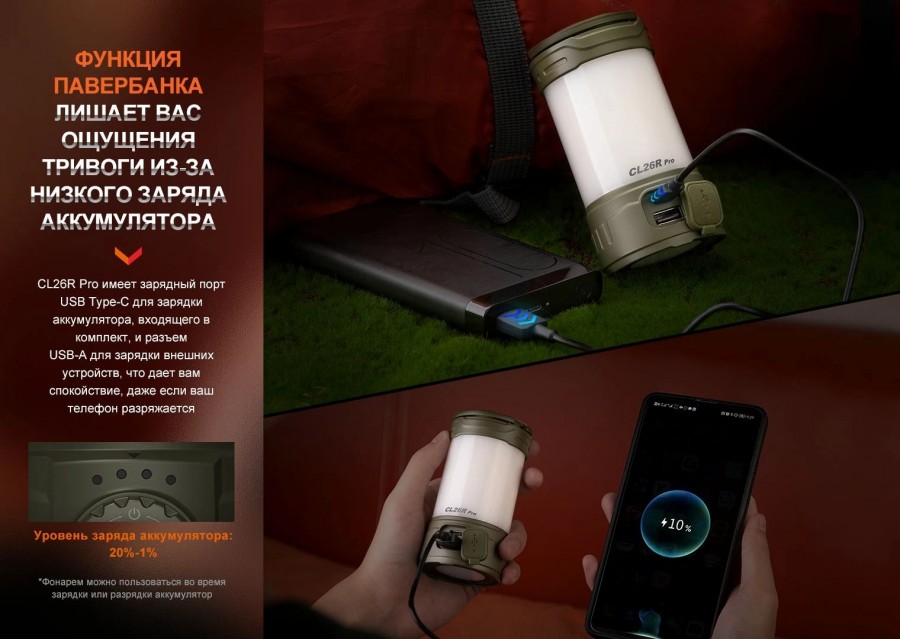 ФУНКЦИЯ
ПАВЕРБАНКА
ЛИШАЕТ ВАС
ОЩУЩЕНИЯ
ТРИВОГИ ИЗ-ЗА
НИЗКОГО ЗАРЯДА
АККУМУЛЯТОРА
CL26R Pro имеет зарядный порт
USB Type-C для зарядки
аккумулятора, входящего в
комплект, и разъем
USB-A для зарядки внешних
устройств, что дает вам
спокойствие, даже если ваш
телефон разряжается
Уровень заряда аккумулятора:
20%-1%
*Фонарем можно пользоваться во время
зарядки или разрядки аккумулятор
CL26R Pro
CL26R Pro
10%